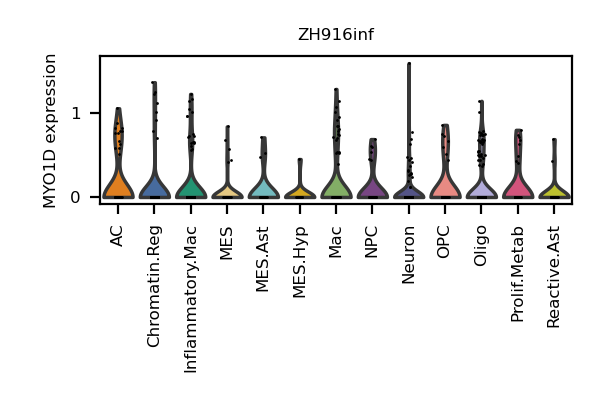 ZH916inf
MYO1D expression
1
0
AC
Chromatin.Reg
Inflammatory.Mac
MES
MES.Ast
MES.Hyp
Mac
NPC
Neuron
OPC
Oligo
Prolif.Metab
Reactive.Ast